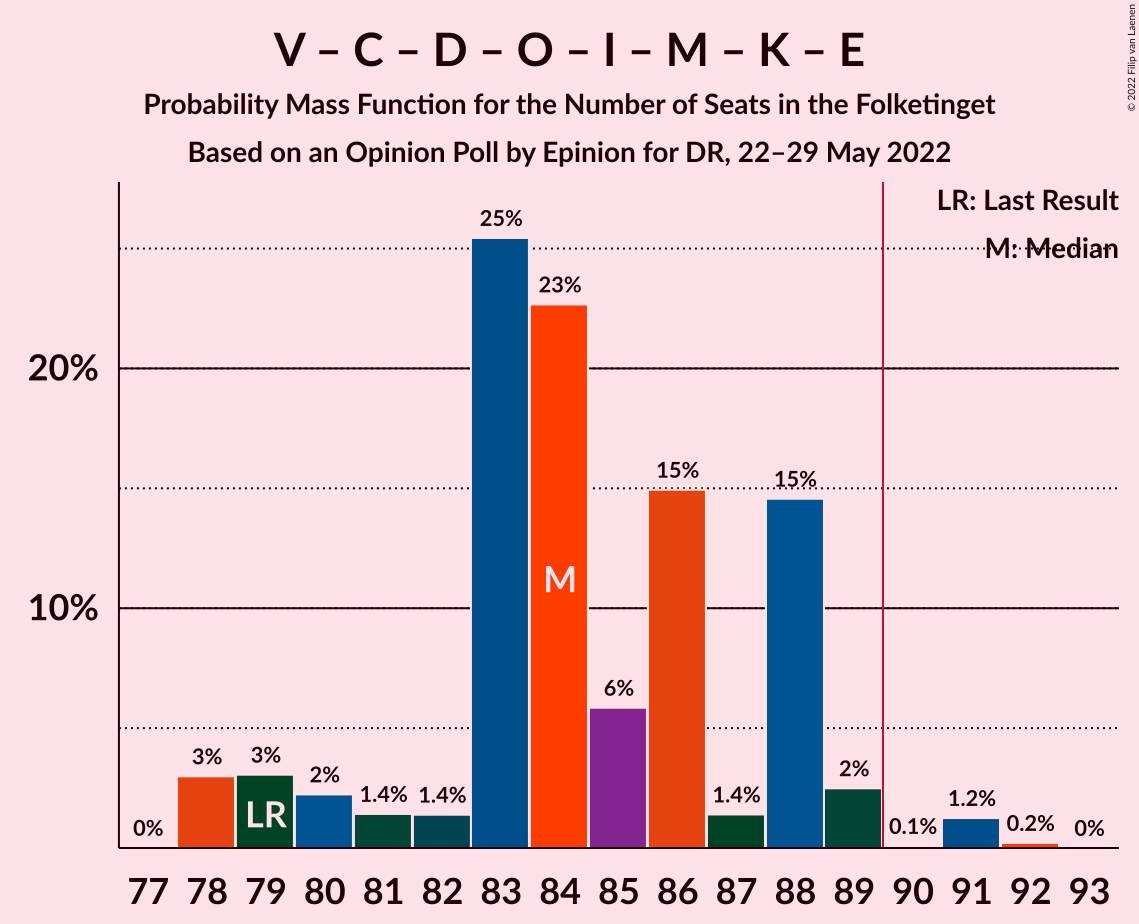 V – C – D – O – I – M – K – E
Probability Mass Function for the Number of Seats in the Folketinget
Based on an Opinion Poll by Epinion for DR, 22–29 May 2022
© 2022 Filip van Laenen
LR: Last Result
M: Median
20%
10%
0%
3%
3%
2%
1.4%
1.4%
25%
23%
6%
15%
1.4%
15%
2%
0.1%
1.2%
0.2%
0%
LR
M
77 78 79 80 81 82 83 84 85 86 87 88 89 90 91 92 93